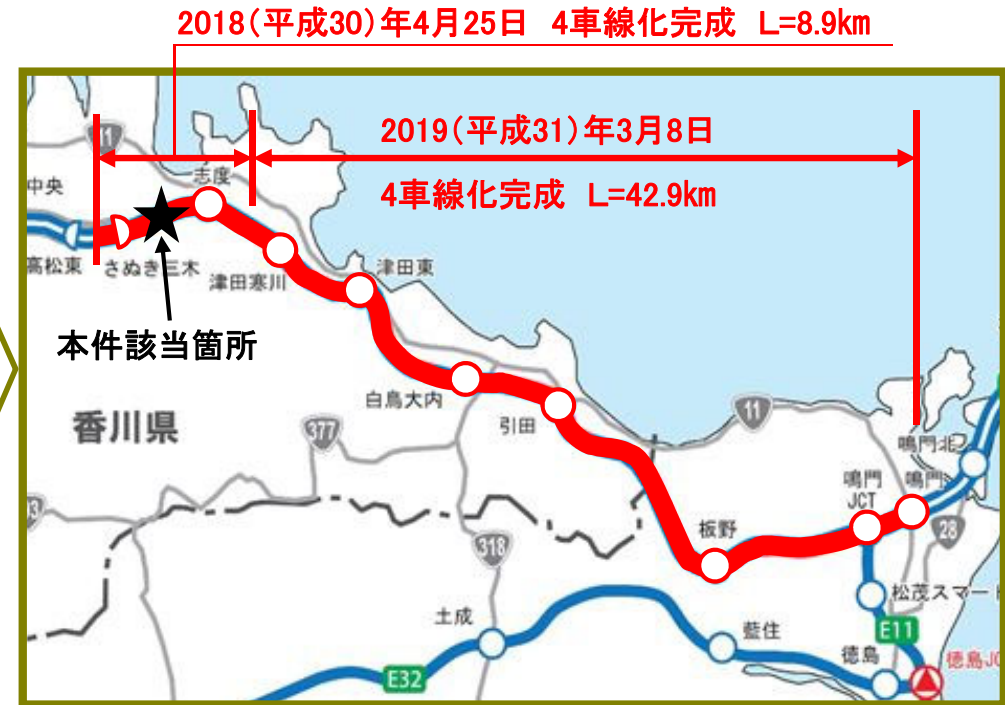 2018(平成30)年4月25日 4車線化完成 L=8.9km
2019(平成31)年3月8日
4車線化完成 L=42.9km
11
中央
志度
高松東
さぬき三木
津田寒川
津田東
本件該当箇所
白鳥大内
引田
香川県
377
11
鳴門北
鳴門
JCT
鳴門
28
318
板野
松茂スマート
土成
藍住
E11
徳島
徳島JC
E32